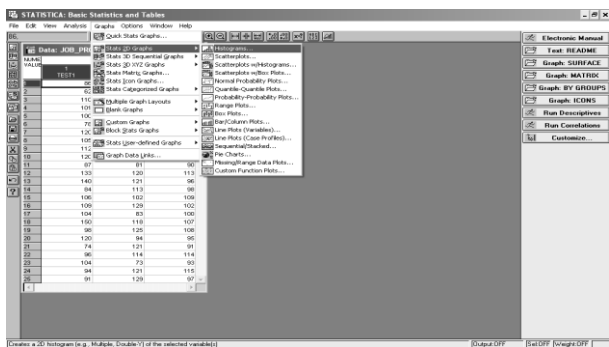 STATISTICA: Basic Statistics and Tables
File Edit View Analysis Graphs Options Window Help
86.
Quick Stats Graphs...
Stats 2D Graphs
Stats 3D Sequential Graphs
Stats 3D XYZ Graphs
Stats Matrix Graphs...
Stats Icon Graphs...
Stats Categorized Graphs
Multiple Graph Layouts
Blank Graphs
Custom Graphs
Block Stats Graphs
Stats User-defined Graphs
Graph Data Links...
Histograms...
Scatterplots...
Scatterplots w/Histograms...
Scatterplots w/Box Plots...
Normal Probability Plots...
Quantile-Quantile Plots...
Probability-Probability Plots...
Range Plots...
Box Plots...
Bar/Column Plots...
Line Plots (Variables)...
Line Plots (Case Profiles)...
Sequential/Stacked...
Pie Charts...
Missing/Range Data Plots...
Custom Function Plots...
Data: JOB_PR
NUME
VALUE
1
TEST1
11 87 81 90
12 133 120 113
13 140 121 96
14 84 113 98
15 106 102 109
16 109 129 102
17 104 83 100
18 150 118 107
19 98 125 108
20 120 94 95
21 74 121 91
22 96 114 114
23 104 73 93
24 94 121 115
25 91 129 97
Electronic Manual
Text: README
Graph: SURFACE
Graph: MATRIX
Graph: BY GROUPS
Graph: ICONS
Run Descriptives
Run Correlations
Customize...
Creates a 2D histogram (e.g., Multiple, Double-Y) of the selected variable(s)
Output:OFF
Sel:OFF
Weight:OFF